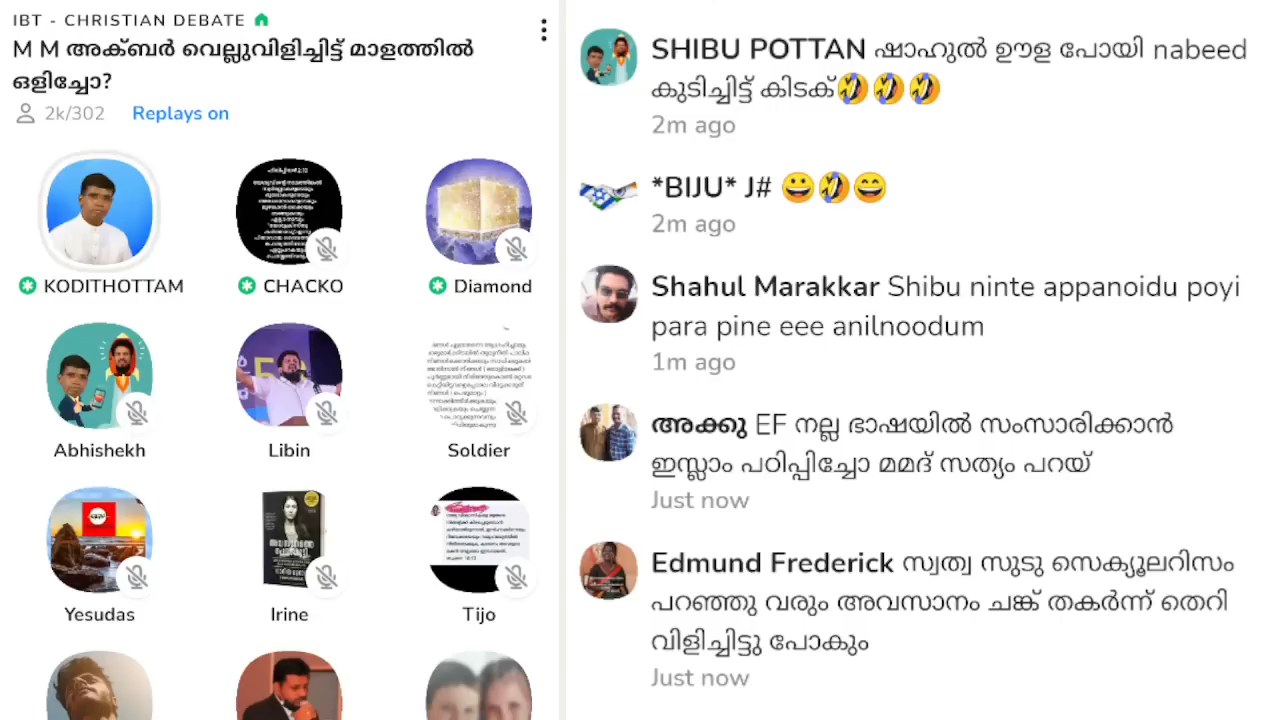 IBT - CHRISTIAN DEBATE
M M അക്ബർ വെല്ലുവിളിച്ചിട്ട് മാളത്തിൽ
ഒളിച്ചോ?
2k/302 Replays on
KODITHOTTAM CHACKO Diamond
Abhishekh Libin Soldier
Yesudas Irine Tijo
SHIBU POTTAN ഷാഹുൽ ഊള പോയി nabeed
കുടിച്ചിട്ട് കിടക്🤣🤣🤣
2m ago
*BIJU* J# 😀🤣😄
2m ago
Shahul Marakkar Shibu ninte appanoidu poyi
para pine eee anilnoodum
1m ago
അക്കു EF നല്ല ഭാഷയിൽ സംസാരിക്കാൻ
ഇസ്ലാം പഠിപ്പിച്ചോ മമദ് സത്യം പറയ്
Just now
Edmund Frederick സ്വത്വ സുടു സെക്യൂലറിസം
പറഞ്ഞു വരും അവസാനം ചങ്ക് തകർന്ന് തെറി
വിളിച്ചിട്ടു പോകും
Just now